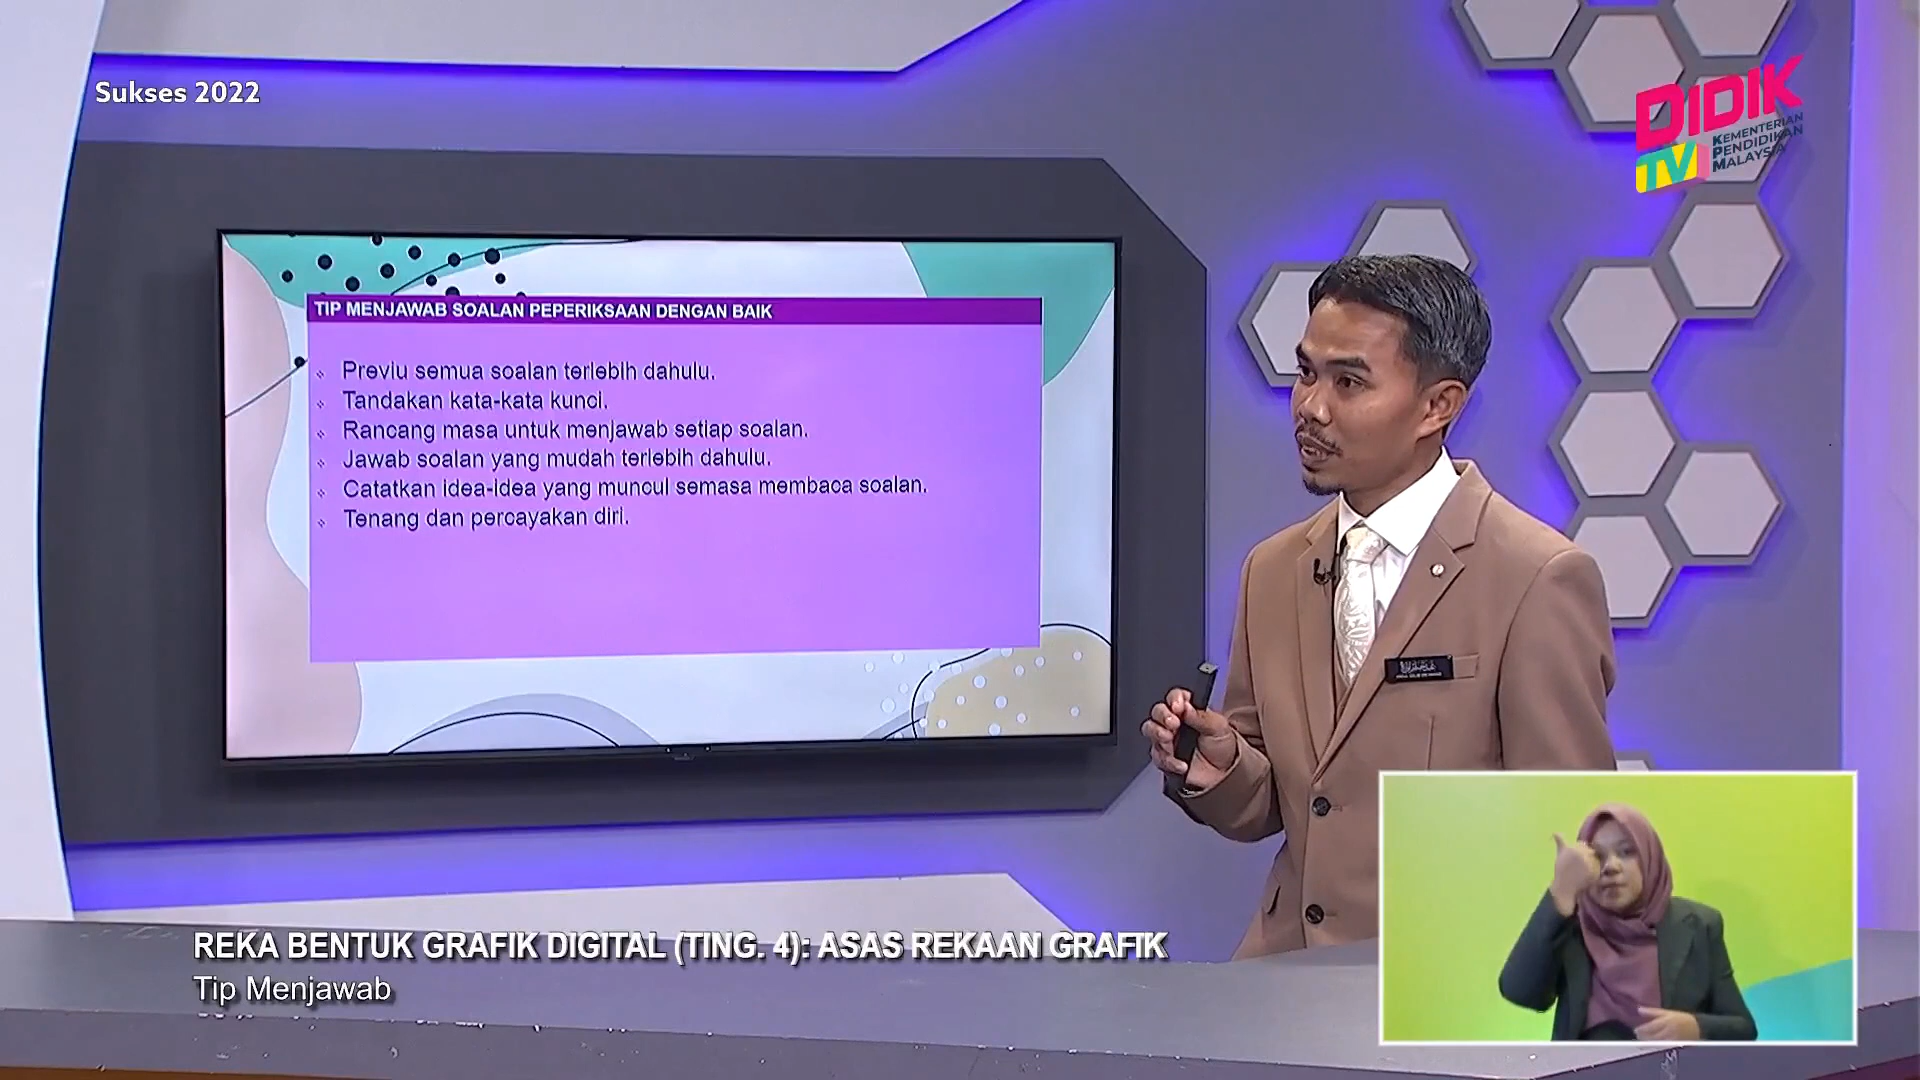 Sukses 2022
DIDIK
TV
KEMENTERIAN
PENDIDIKAN
MALAYSIA
TIP MENJAWAB SOALAN PEPERIKSAAN DENGAN BAIK
Previu semua soalan terlebih dahulu.
Tandakan kata-kata kunci.
Rancang masa untuk menjawab setiap soalan.
Jawab soalan yang mudah terlebih dahulu.
Catatkan idea-idea yang muncul semasa membaca soalan.
Tenang dan percayakan diri.
REKA BENTUK GRAFIK DIGITAL (TING. 4): ASAS REKAAN GRAFIK
Tip Menjawab